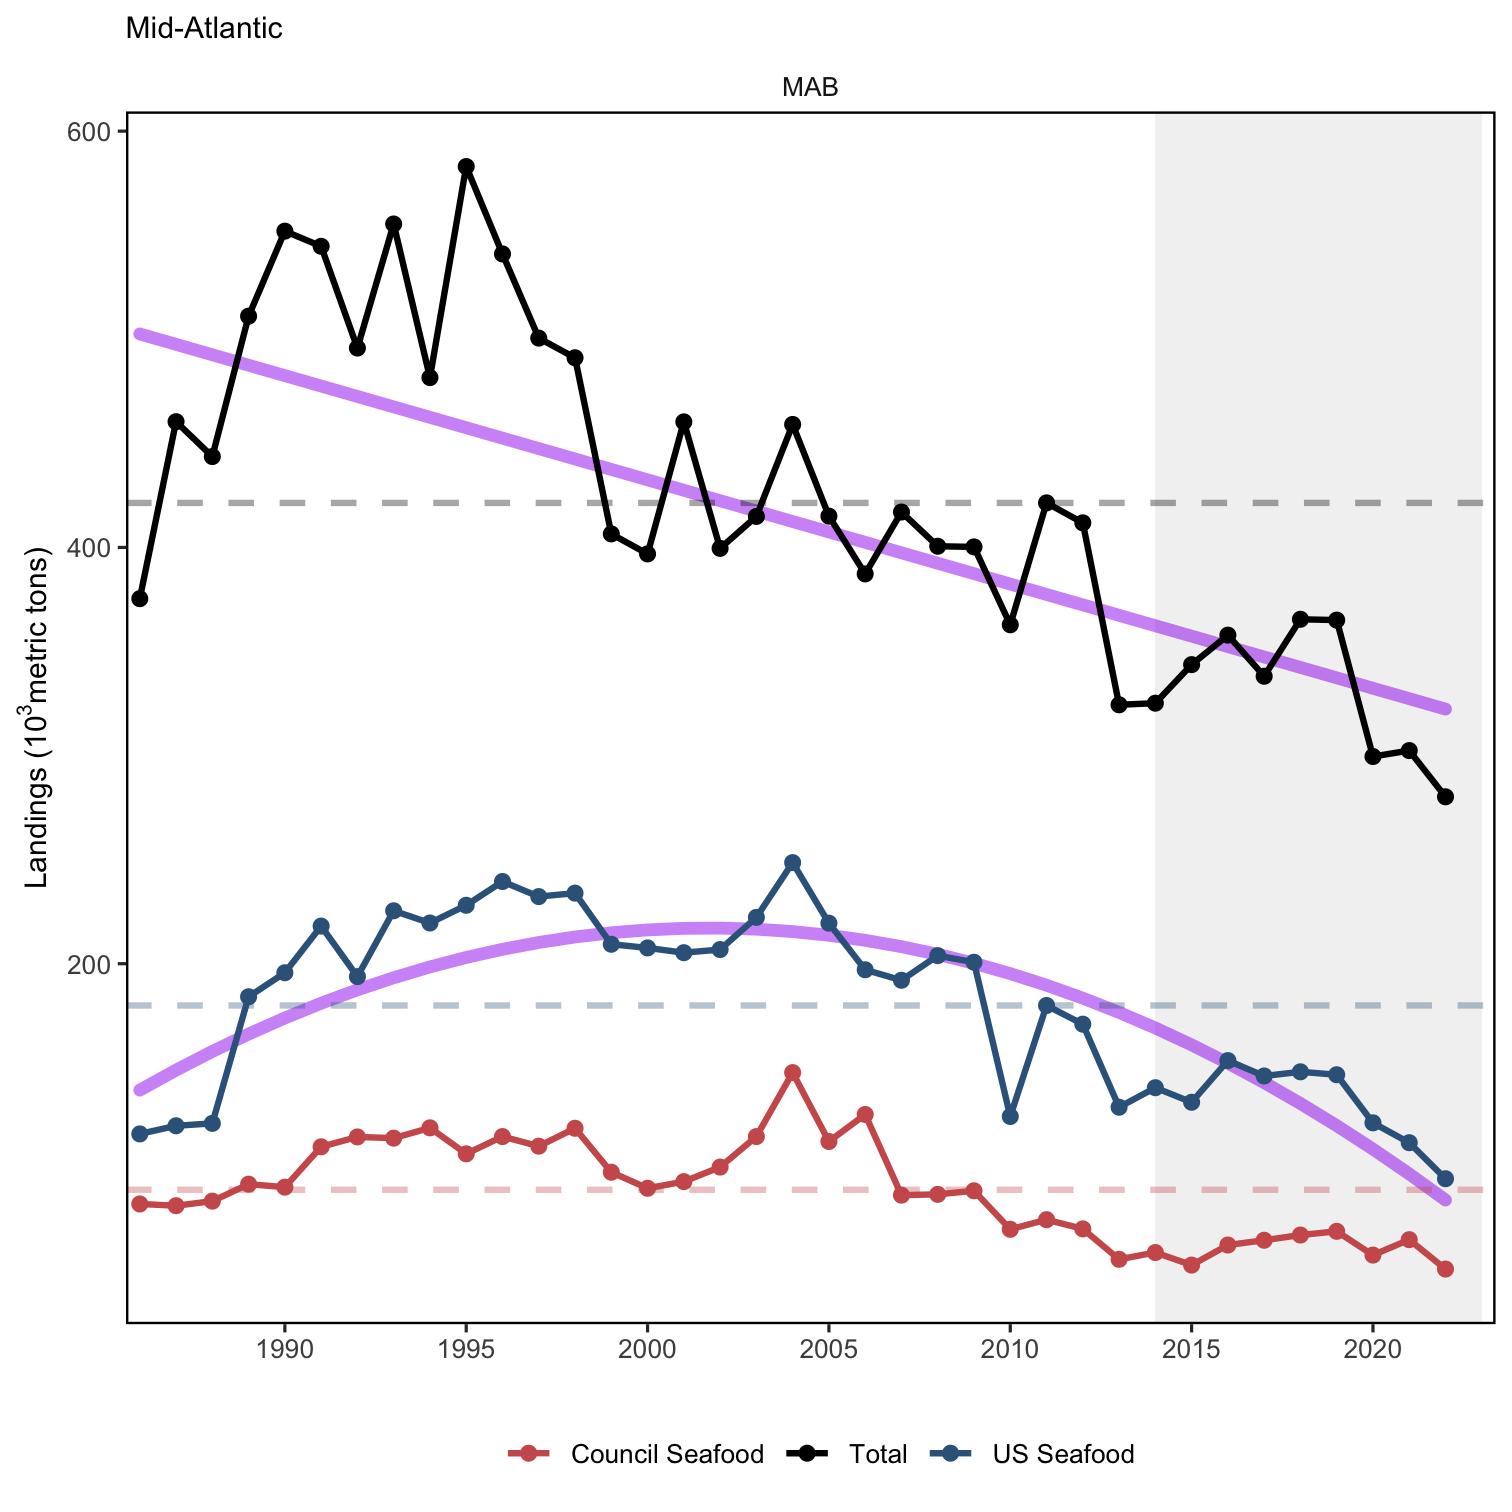 Mid-Atlantic
MAB
600
400
200
Landings (10³metric tons)
1990 1995 2000 2005 2010 2015 2020
Council Seafood Total US Seafood